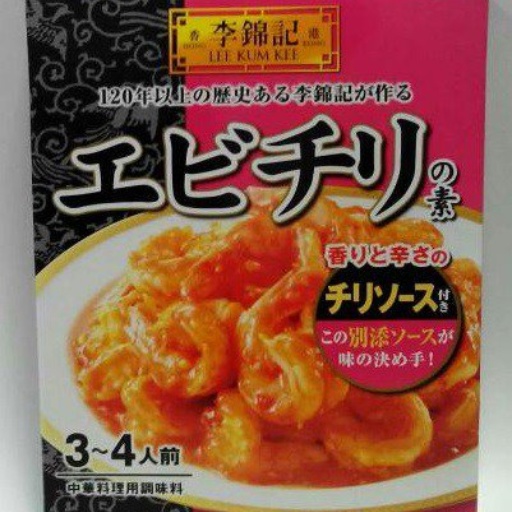 香港
李錦記
HONG KONG
LEE KUM KEE
120年以上の歴史ある李錦記が作る
エビチリの素
香りと辛さの
チリソース付き
この別添ソースが
味の決め手!
3〜4人前
中華料理用調味料